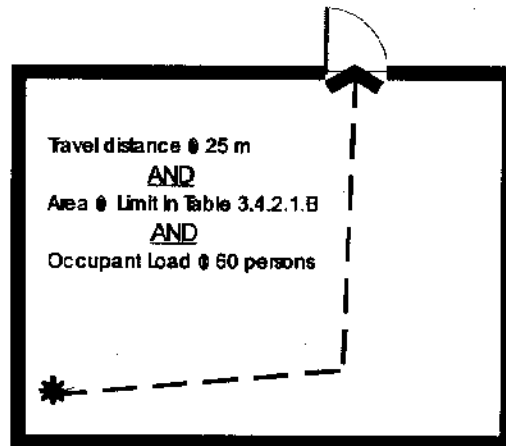 Travel distance ● 25 m
AND
Area ● Limit in Table 3.4.2.1.B
AND
Occupant Load ● 60 persons